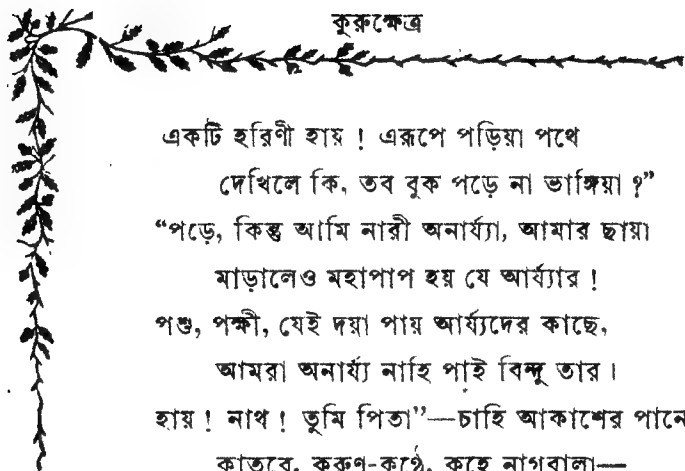 কুরুক্ষেত্র
একটি হরিণী হায় ! এরূপে পড়িয়া পথে
দেখিলে কি, তব বুক পড়ে না ভাঙ্গিয়া ?”
“পড়ে, কিন্তু আমি নারী অনার্য্যা, আমার ছায়া
মাড়ালেও মহাপাপ হয় যে আর্য্যার !
পশু, পক্ষী, যেই দয়া পায় আর্য্যদের কাছে,
আমরা অনার্য্য নাহি পাই বিন্দু তার ।
হায় ! নাথ ! তুমি পিতা”—চাহি আকাশের পানে
কাতরে, করুণ-কণ্ঠে, কহে নাগবালা—